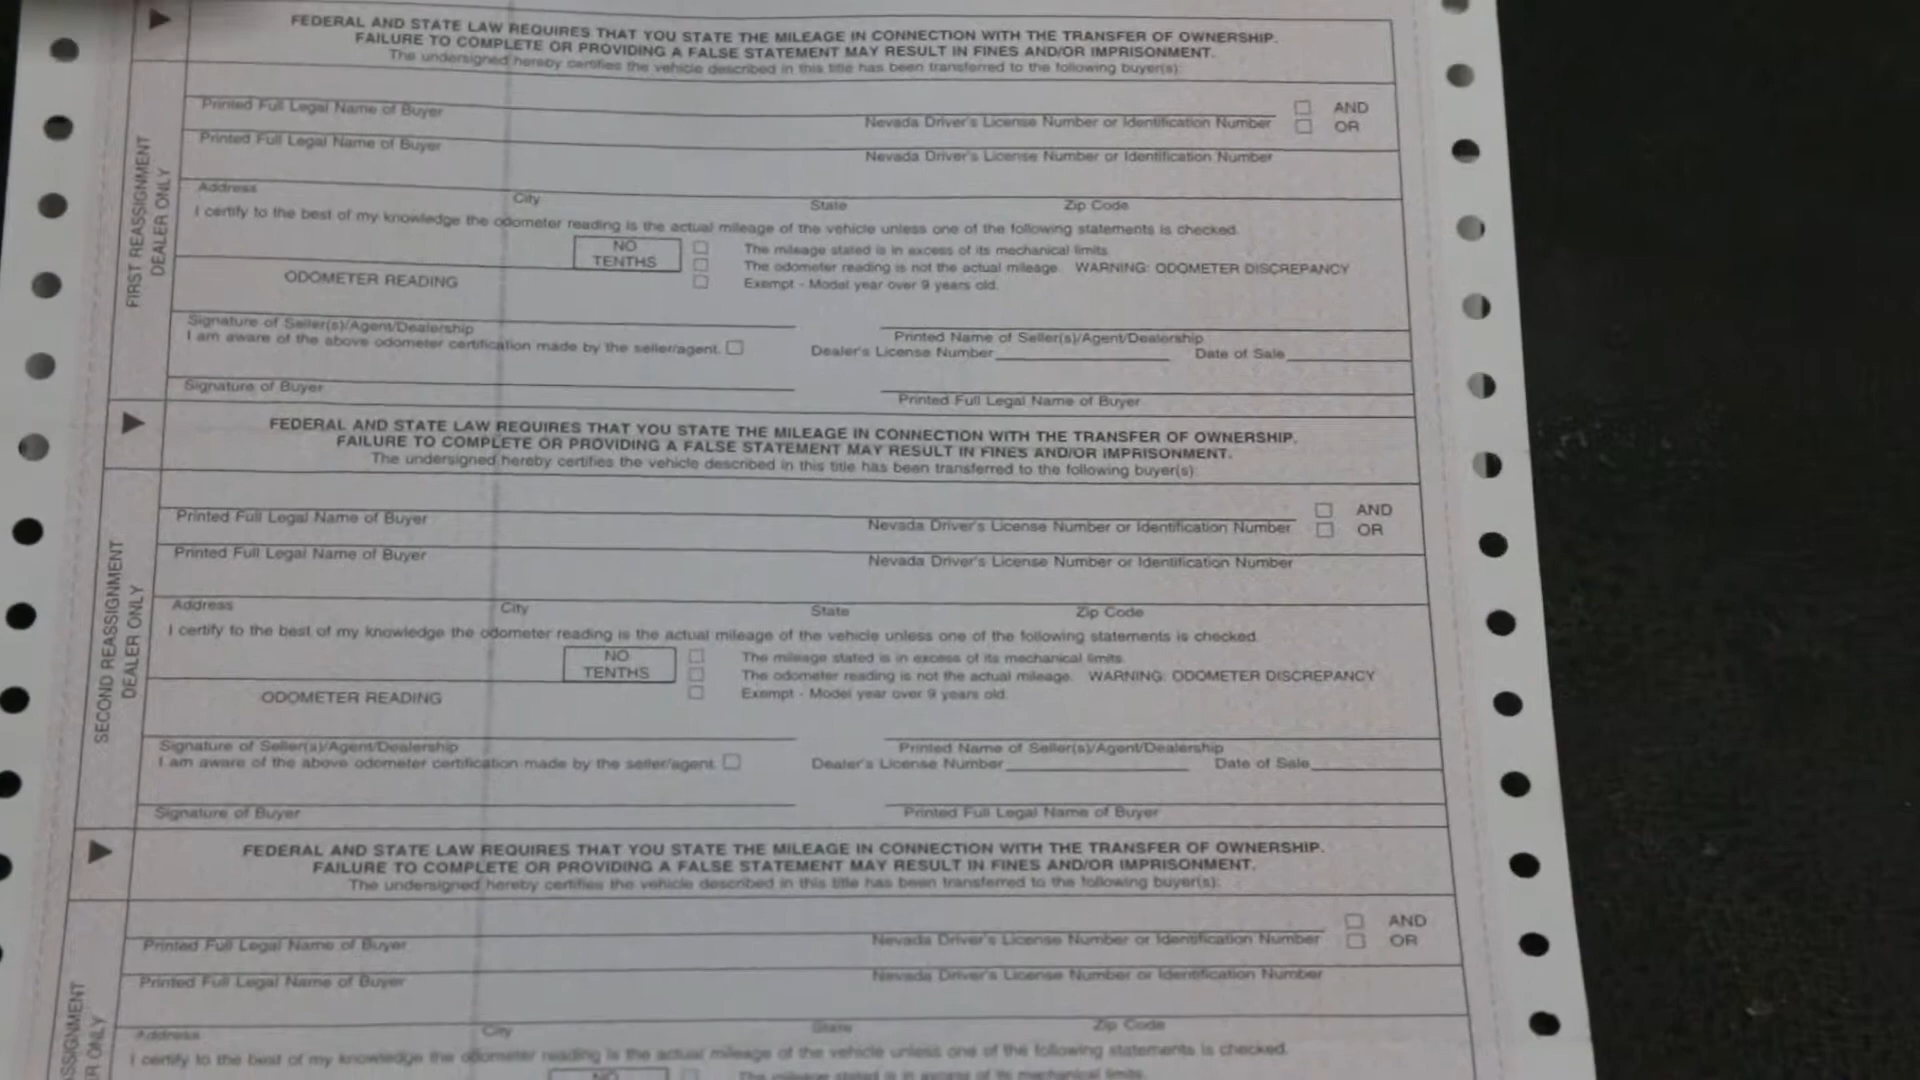 FEDERAL AND STATE LAW REQUIRES THAT YOU STATE THE MILEAGE IN CONNECTION WITH THE TRANSFER OF OWNERSHIP.
FAILURE TO COMPLETE OR PROVIDING A FALSE STATEMENT MAY RESULT IN FINES AND/OR IMPRISONMENT.
The undersigned hereby certifies the vehicle described in this title has been transferred to the following buyer(s):
FIRST REASSIGNMENT
DEALER ONLY
AND
Printed Full Legal Name of Buyer Nevada Driver's License Number or Identification Number
OR
Printed Full Legal Name of Buyer Nevada Driver's License Number or Identification Number
Address City State Zip Code
I certify to the best of my knowledge the odometer reading is the actual mileage of the vehicle unless one of the following statements is checked.
NO The mileage stated is in excess of its mechanical limits.
TENTHS The odometer reading is not the actual mileage. WARNING: ODOMETER DISCREPANCY
ODOMETER READING Exempt - Model year over 9 years old.
Signature of Seller(s)/Agent/Dealership Printed Name of Seller(s)/Agent/Dealership
I am aware of the above odometer certification made by the seller/agent. Dealer's License Number Date of Sale
Signature of Buyer Printed Full Legal Name of Buyer
FEDERAL AND STATE LAW REQUIRES THAT YOU STATE THE MILEAGE IN CONNECTION WITH THE TRANSFER OF OWNERSHIP.
FAILURE TO COMPLETE OR PROVIDING A FALSE STATEMENT MAY RESULT IN FINES AND/OR IMPRISONMENT.
The undersigned hereby certifies the vehicle described in this title has been transferred to the following buyer(s):
SECOND REASSIGNMENT
DEALER ONLY
AND
Printed Full Legal Name of Buyer Nevada Driver's License Number or Identification Number
OR
Printed Full Legal Name of Buyer Nevada Driver's License Number or Identification Number
Address City State Zip Code
I certify to the best of my knowledge the odometer reading is the actual mileage of the vehicle unless one of the following statements is checked.
NO The mileage stated is in excess of its mechanical limits.
TENTHS The odometer reading is not the actual mileage. WARNING: ODOMETER DISCREPANCY
ODOMETER READING Exempt - Model year over 9 years old.
Signature of Seller(s)/Agent/Dealership Printed Name of Seller(s)/Agent/Dealership
I am aware of the above odometer certification made by the seller/agent. Dealer's License Number Date of Sale
Signature of Buyer Printed Full Legal Name of Buyer
FEDERAL AND STATE LAW REQUIRES THAT YOU STATE THE MILEAGE IN CONNECTION WITH THE TRANSFER OF OWNERSHIP.
FAILURE TO COMPLETE OR PROVIDING A FALSE STATEMENT MAY RESULT IN FINES AND/OR IMPRISONMENT.
The undersigned hereby certifies the vehicle described in this title has been transferred to the following buyer(s):
AND
Printed Full Legal Name of Buyer Nevada Driver's License Number or Identification Number
OR
Printed Full Legal Name of Buyer Nevada Driver's License Number or Identification Number
Address City State Zip Code
I certify to the best of my knowledge the odometer reading is the actual mileage of the vehicle unless one of the following statements is checked.
NO The mileage stated is in excess of its mechanical limits.